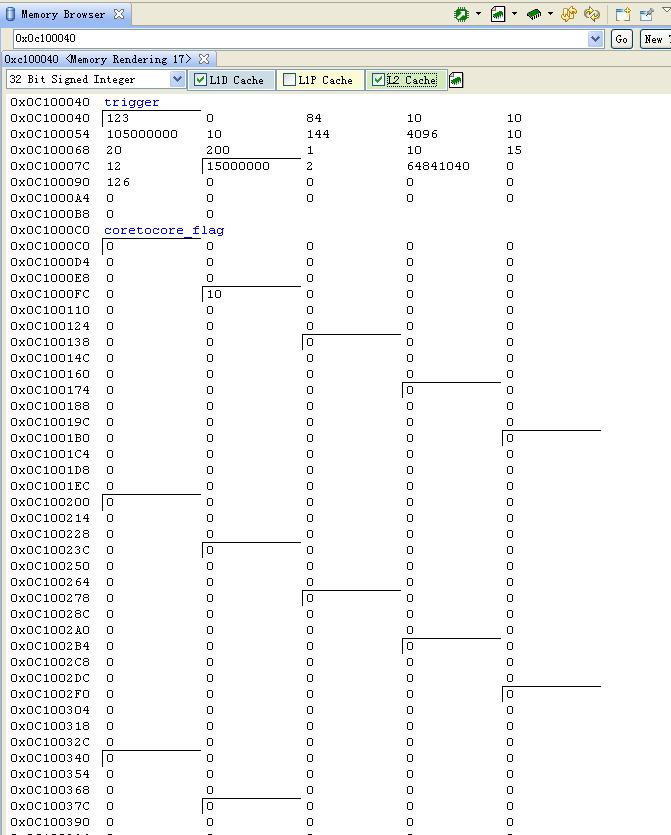 Memory Browser
0x0c100040 Go New
0xc100040 <Memory Rendering 17>
32 Bit Signed Integer L1D Cache L1P Cache L2 Cache
0x0C100040 trigger
0x0C100040 123 0 84 10 10
0x0C100054 105000000 10 144 4096 10
0x0C100068 20 200 1 10 15
0x0C10007C 12 15000000 2 64841040 0
0x0C100090 126 0 0 0 0
0x0C1000A4 0 0 0 0 0
0x0C1000B8 0 0
0x0C1000C0 coretocore_flag
0x0C1000C0 0 0 0 0 0
0x0C1000D4 0 0 0 0 0
0x0C1000E8 0 0 0 0 0
0x0C1000FC 0 10 0 0 0
0x0C100110 0 0 0 0 0
0x0C100124 0 0 0 0 0
0x0C100138 0 0 0 0 0
0x0C10014C 0 0 0 0 0
0x0C100160 0 0 0 0 0
0x0C100174 0 0 0 0 0
0x0C100188 0 0 0 0 0
0x0C10019C 0 0 0 0 0
0x0C1001B0 0 0 0 0 0
0x0C1001C4 0 0 0 0 0
0x0C1001D8 0 0 0 0 0
0x0C1001EC 0 0 0 0 0
0x0C100200 0 0 0 0 0
0x0C100214 0 0 0 0 0
0x0C100228 0 0 0 0 0
0x0C10023C 0 0 0 0 0
0x0C100250 0 0 0 0 0
0x0C100264 0 0 0 0 0
0x0C100278 0 0 0 0 0
0x0C10028C 0 0 0 0 0
0x0C1002A0 0 0 0 0 0
0x0C1002B4 0 0 0 0 0
0x0C1002C8 0 0 0 0 0
0x0C1002DC 0 0 0 0 0
0x0C1002F0 0 0 0 0 0
0x0C100304 0 0 0 0 0
0x0C100318 0 0 0 0 0
0x0C10032C 0 0 0 0 0
0x0C100340 0 0 0 0 0
0x0C100354 0 0 0 0 0
0x0C100368 0 0 0 0 0
0x0C10037C 0 0 0 0 0
0x0C100390 0 0 0 0 0